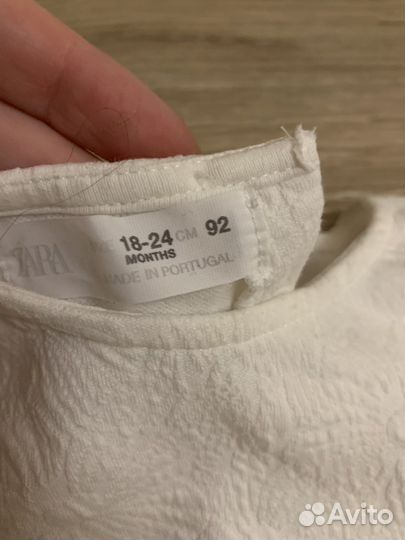 ZARA
18-24 CM 92
MONTHS
MADE IN PORTUGAL
Avito